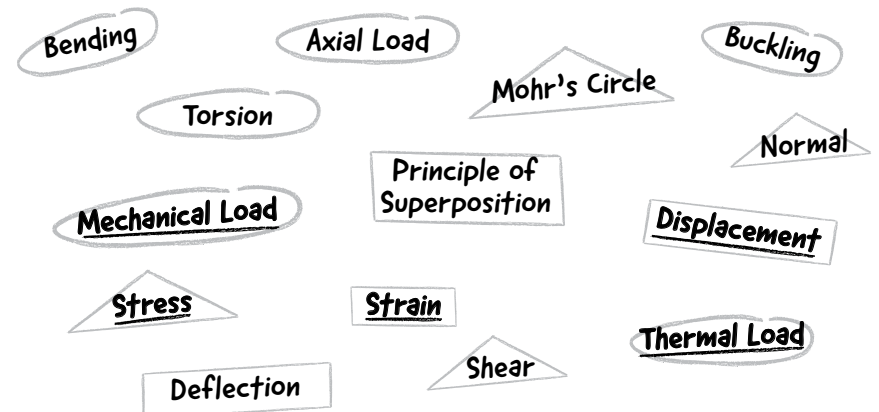 Bending
Axial Load
Buckling
Mohr's Circle
Torsion
Normal
Principle of
Superposition
Mechanical Load
Displacement
Stress
Strain
Thermal Load
Shear
Deflection